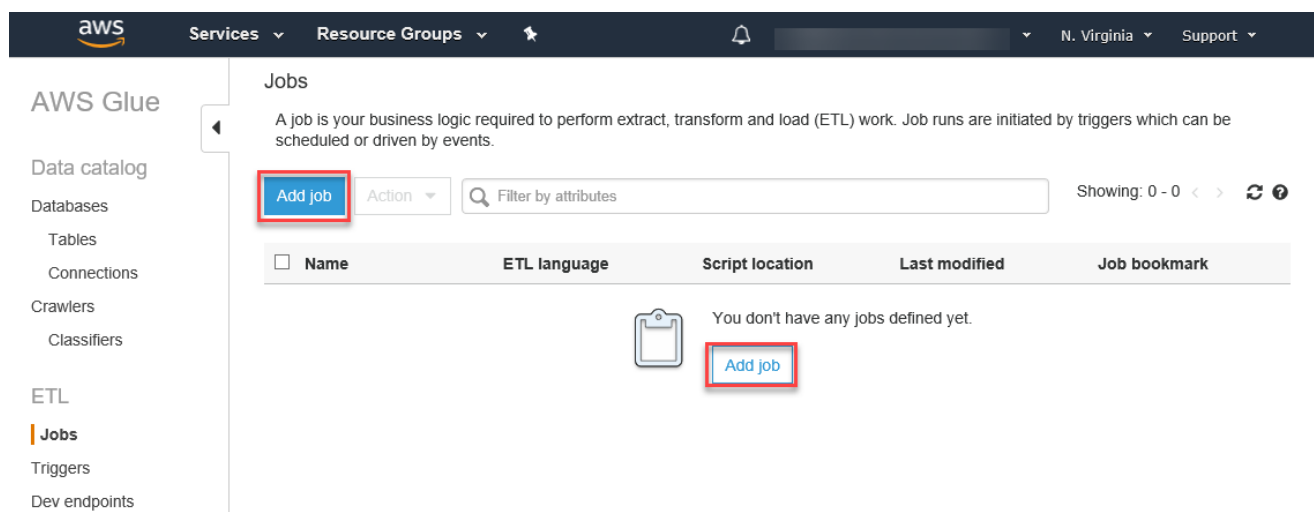 aws Services Resource Groups N. Virginia Support
AWS Glue
Data catalog
Databases
Tables
Connections
Crawlers
Classifiers
ETL
Jobs
Triggers
Dev endpoints
Jobs
A job is your business logic required to perform extract, transform and load (ETL) work. Job runs are initiated by triggers which can be
scheduled or driven by events.
Add job Action Filter by attributes Showing: 0 - 0 < >
Name ETL language Script location Last modified Job bookmark
You don't have any jobs defined yet.
Add job